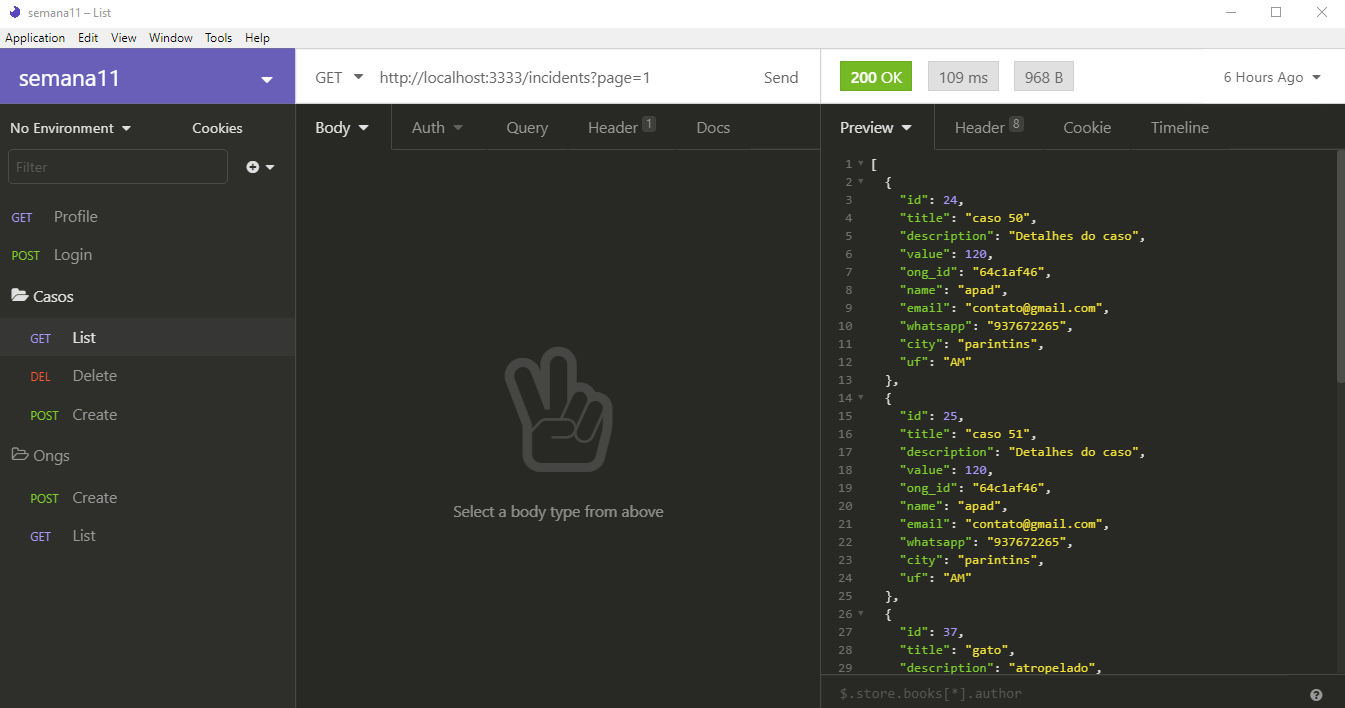 semana11 – List
Application Edit View Window Tools Help
semana11
GET http://localhost:3333/incidents?page=1 Send
200 OK 109 ms 968 B 6 Hours Ago
No Environment Cookies
Filter
GET Profile
POST Login
Casos
GET List
DEL Delete
POST Create
Ongs
POST Create
GET List
Body Auth Query Header 1 Docs
Select a body type from above
Preview Header 8 Cookie Timeline
1 [
2 {
3 "id": 24,
4 "title": "caso 50",
5 "description": "Detalhes do caso",
6 "value": 120,
7 "ong_id": "64c1af46",
8 "name": "apad",
9 "email": "contato@gmail.com",
10 "whatsapp": "937672265",
11 "city": "parintins",
12 "uf": "AM"
13 },
14 {
15 "id": 25,
16 "title": "caso 51",
17 "description": "Detalhes do caso",
18 "value": 120,
19 "ong_id": "64c1af46",
20 "name": "apad",
21 "email": "contato@gmail.com",
22 "whatsapp": "937672265",
23 "city": "parintins",
24 "uf": "AM"
25 },
26 {
27 "id": 37,
28 "title": "gato",
29 "description": "atropelado",
$.store.books[*].author